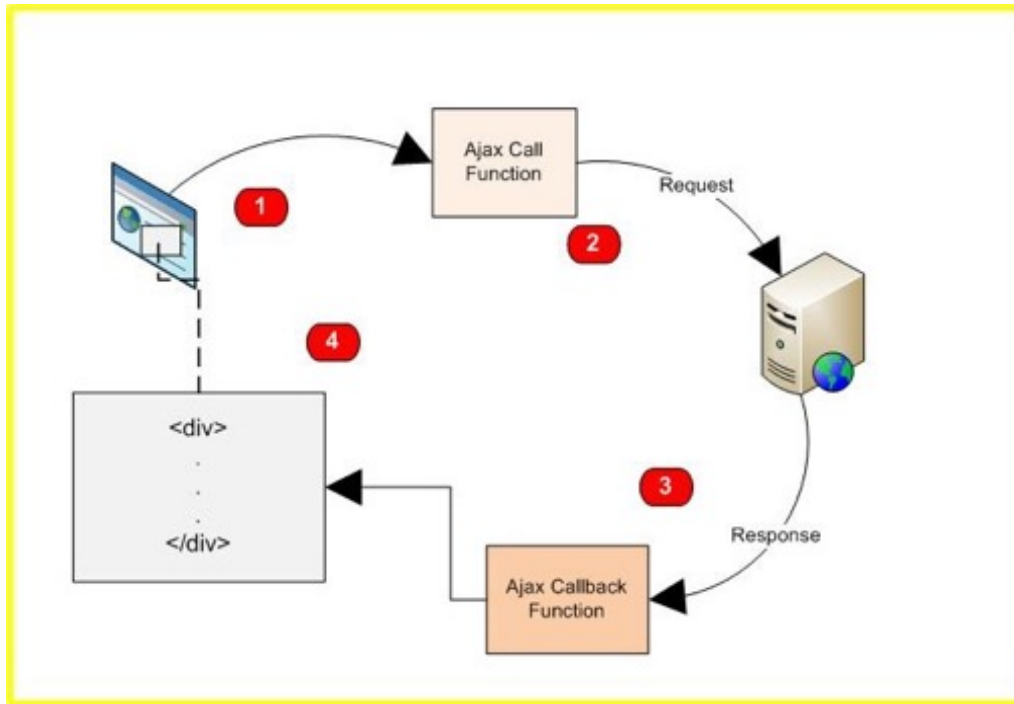 Ajax Call
Function
Request
1
2
4
<div>
.
.
.
</div>
3
Response
Ajax Callback
Function